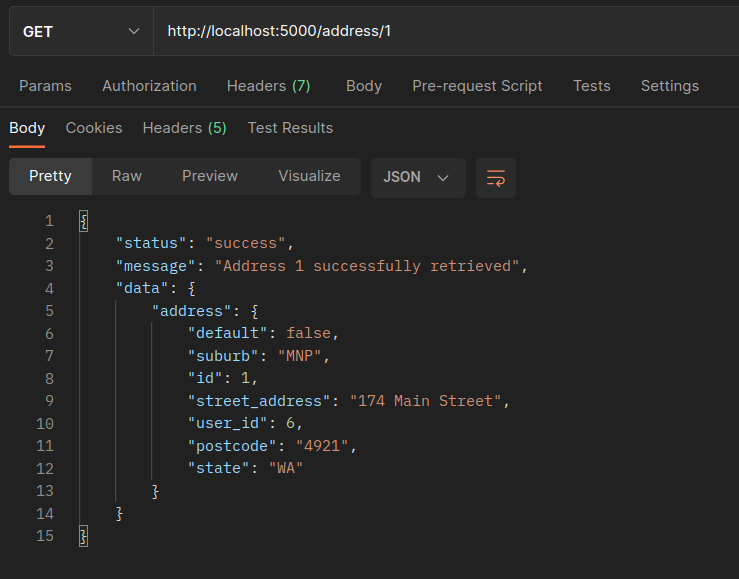 GET http://localhost:5000/address/1
Params Authorization Headers (7) Body Pre-request Script Tests Settings
Body Cookies Headers (5) Test Results
Pretty Raw Preview Visualize JSON
1 {
2 "status": "success",
3 "message": "Address 1 successfully retrieved",
4 "data": {
5 "address": {
6 "default": false,
7 "suburb": "MNP",
8 "id": 1,
9 "street_address": "174 Main Street",
10 "user_id": 6,
11 "postcode": "4921",
12 "state": "WA"
13 }
14 }
15 }